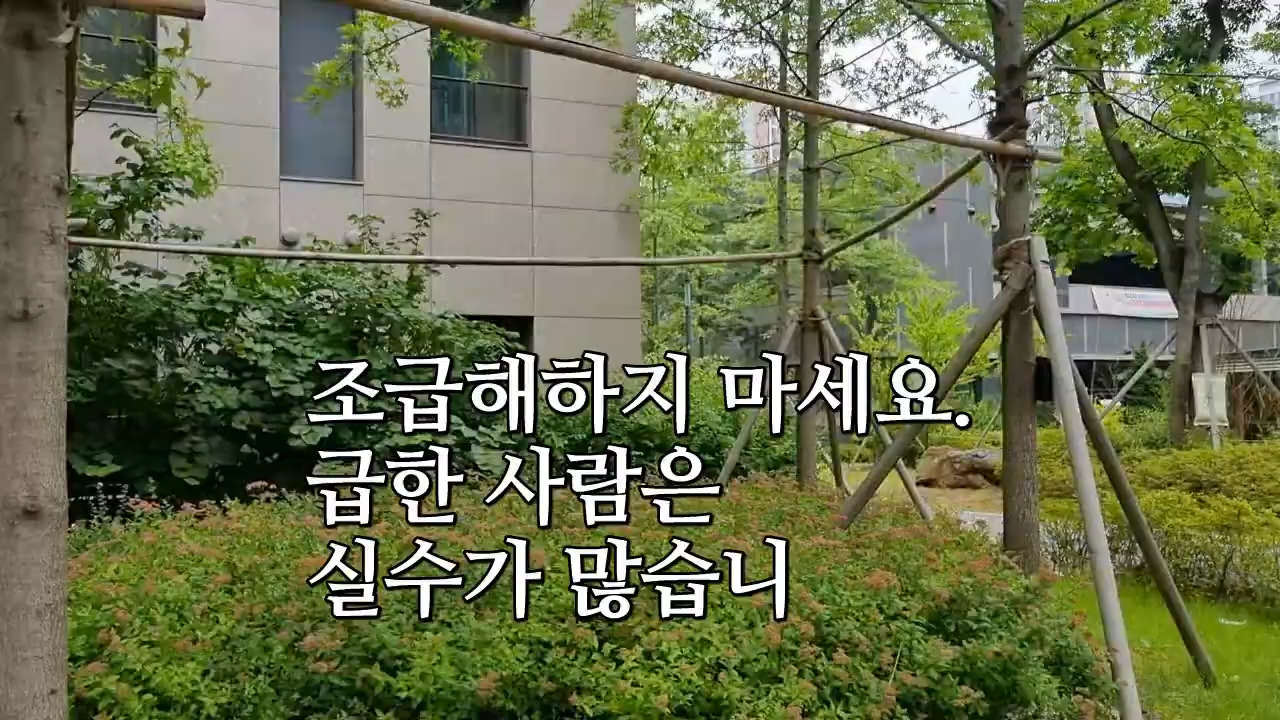 조급해하지 마세요.
급한 사람은
실수가 많습니